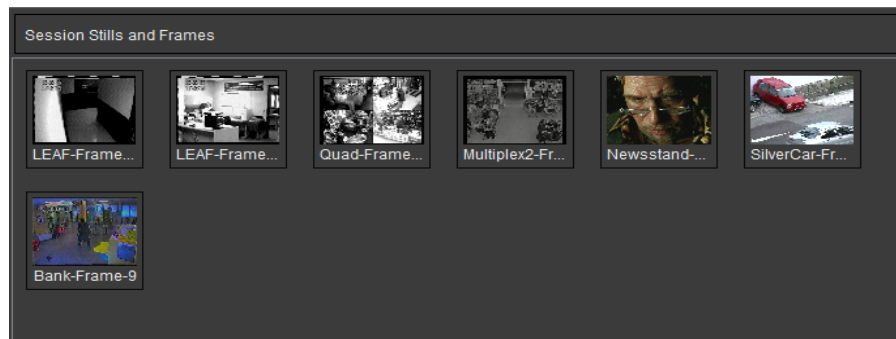 Session Stills and Frames
LEAF-Frame...
LEAF-Frame...
Quad-Frame...
Multiplex2-Fr...
Newsstand-...
SilverCar-Fr...
Bank-Frame-9